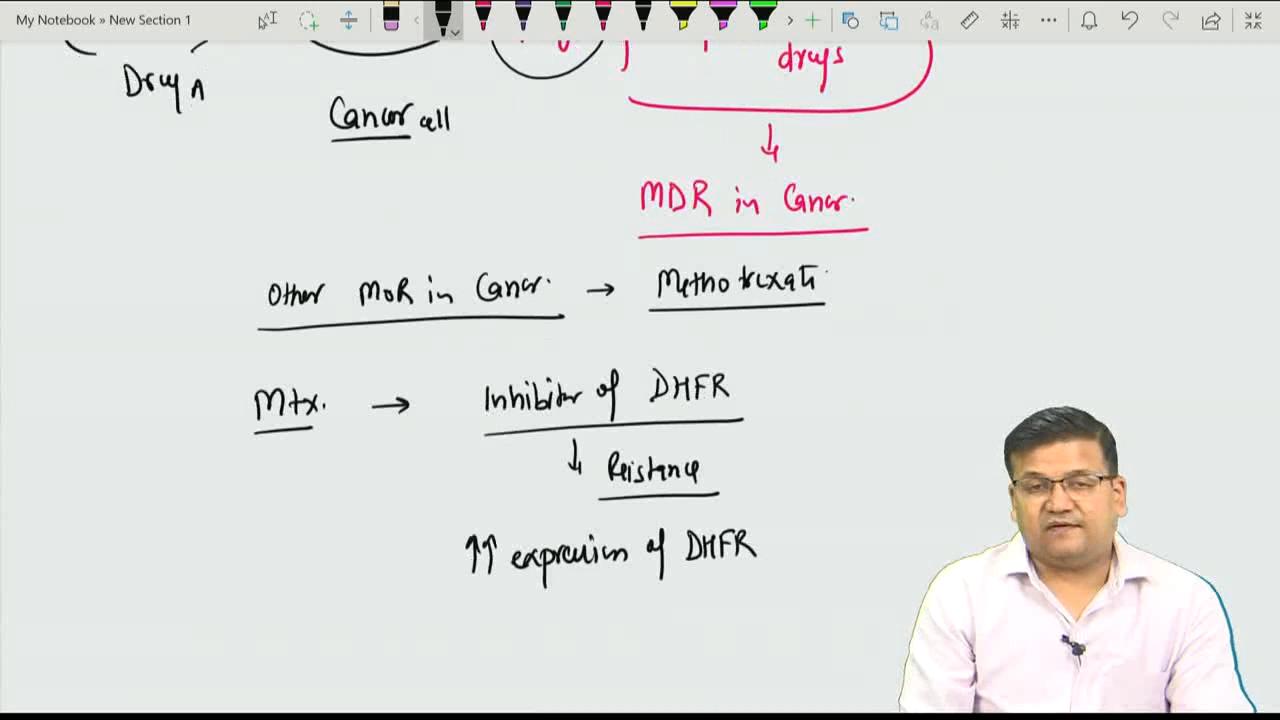 My Notebook » New Section 1
drugs
Drug A
Cancer cell
MDR in Cancer.
Other MOR in Cancer. → Methotrexate
Mtx. → Inhibitor of DHFR
↓ Reistance
↑↑ expression of DHFR